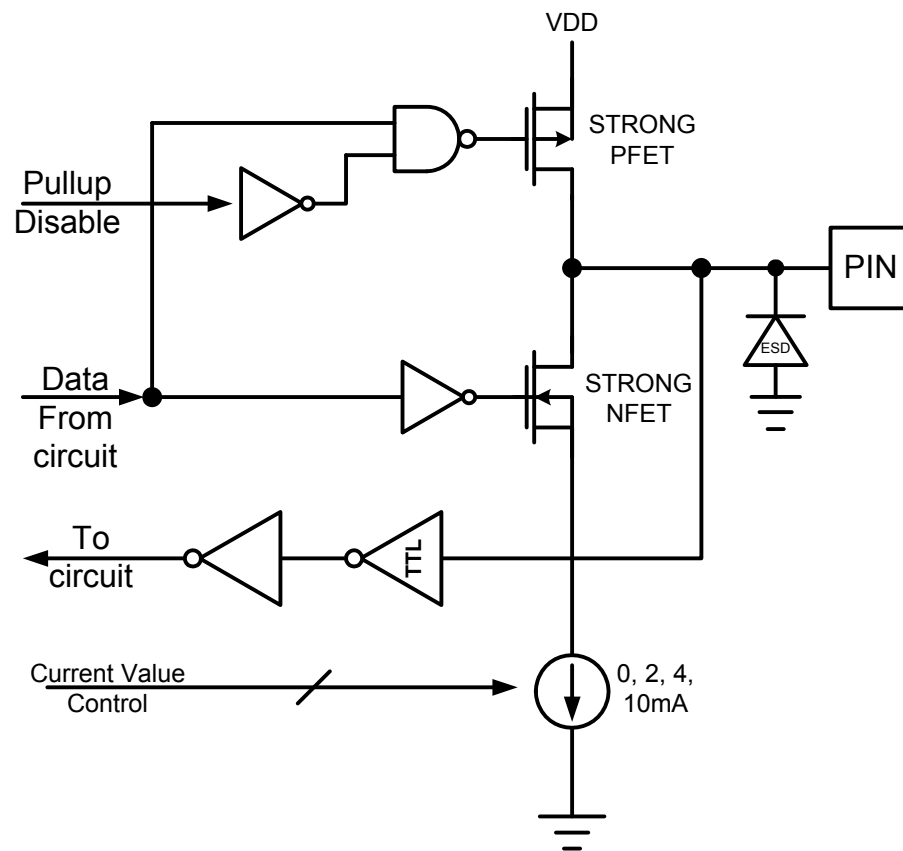 VDD
STRONG
PFET
Pullup
Disable
PIN
ESD
Data
From
circuit
STRONG
NFET
To
circuit
TTL
Current Value
Control
0, 2, 4,
10mA